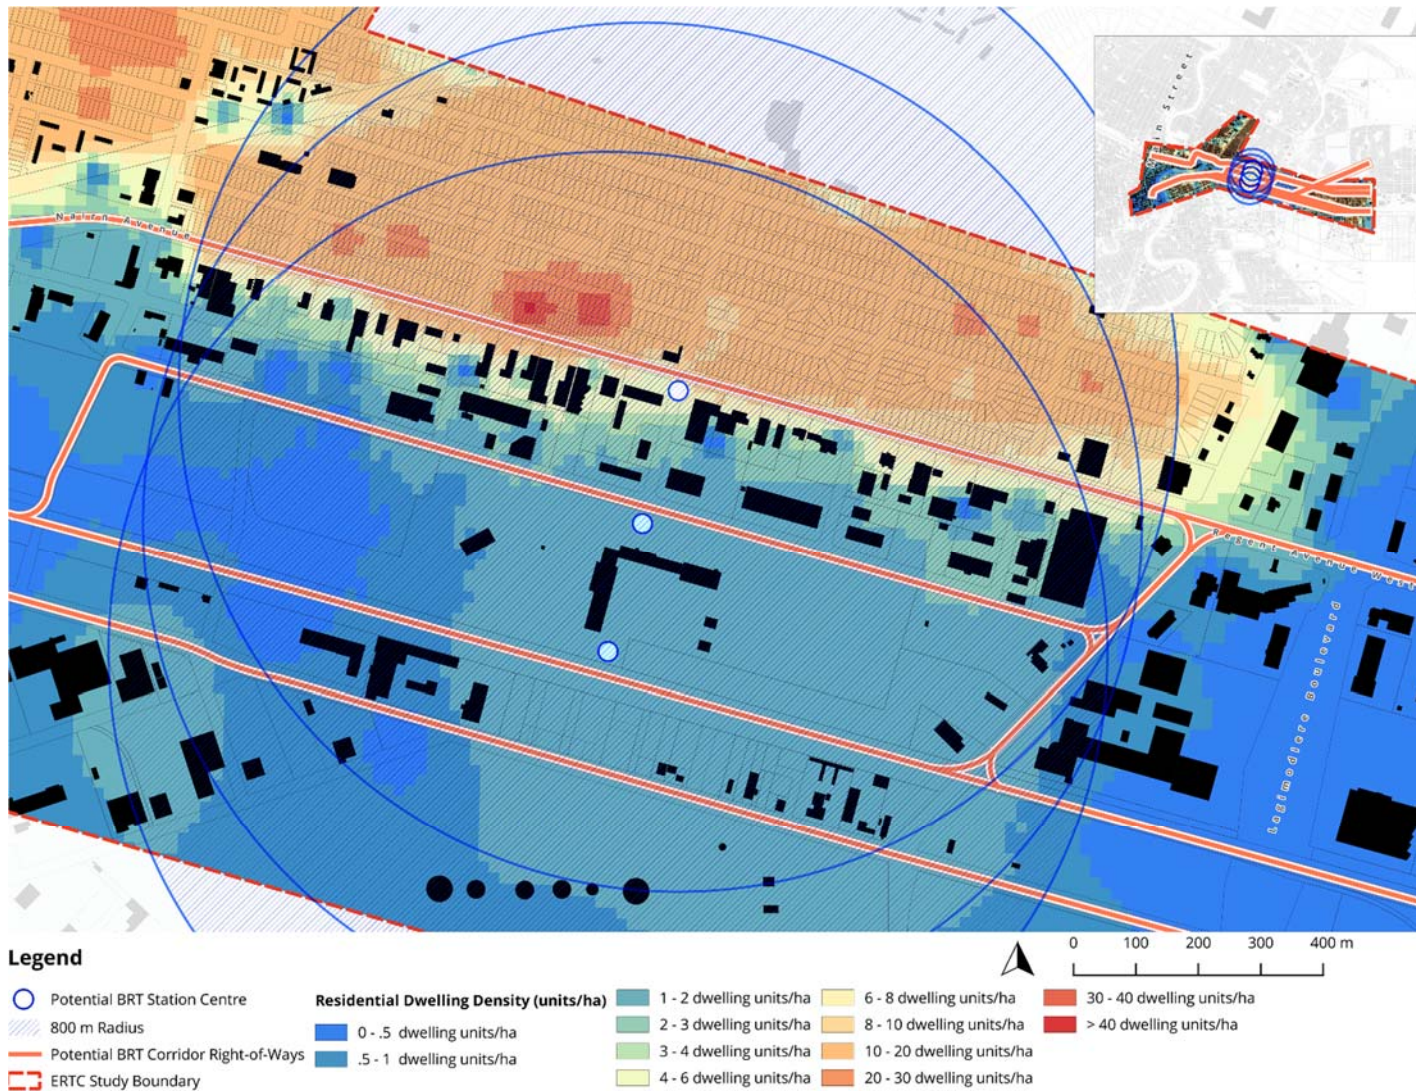 Main Street
Nairn Avenue
Regent Avenue West
Lagimodiere Boulevard
Legend
Potential BRT Station Centre
800 m Radius
Potential BRT Corridor Right-of-Ways
ERTC Study Boundary
Residential Dwelling Density (units/ha)
0 - .5 dwelling units/ha
.5 - 1 dwelling units/ha
1 - 2 dwelling units/ha
2 - 3 dwelling units/ha
3 - 4 dwelling units/ha
4 - 6 dwelling units/ha
6 - 8 dwelling units/ha
8 - 10 dwelling units/ha
10 - 20 dwelling units/ha
20 - 30 dwelling units/ha
30 - 40 dwelling units/ha
> 40 dwelling units/ha
0 100 200 300 400 m